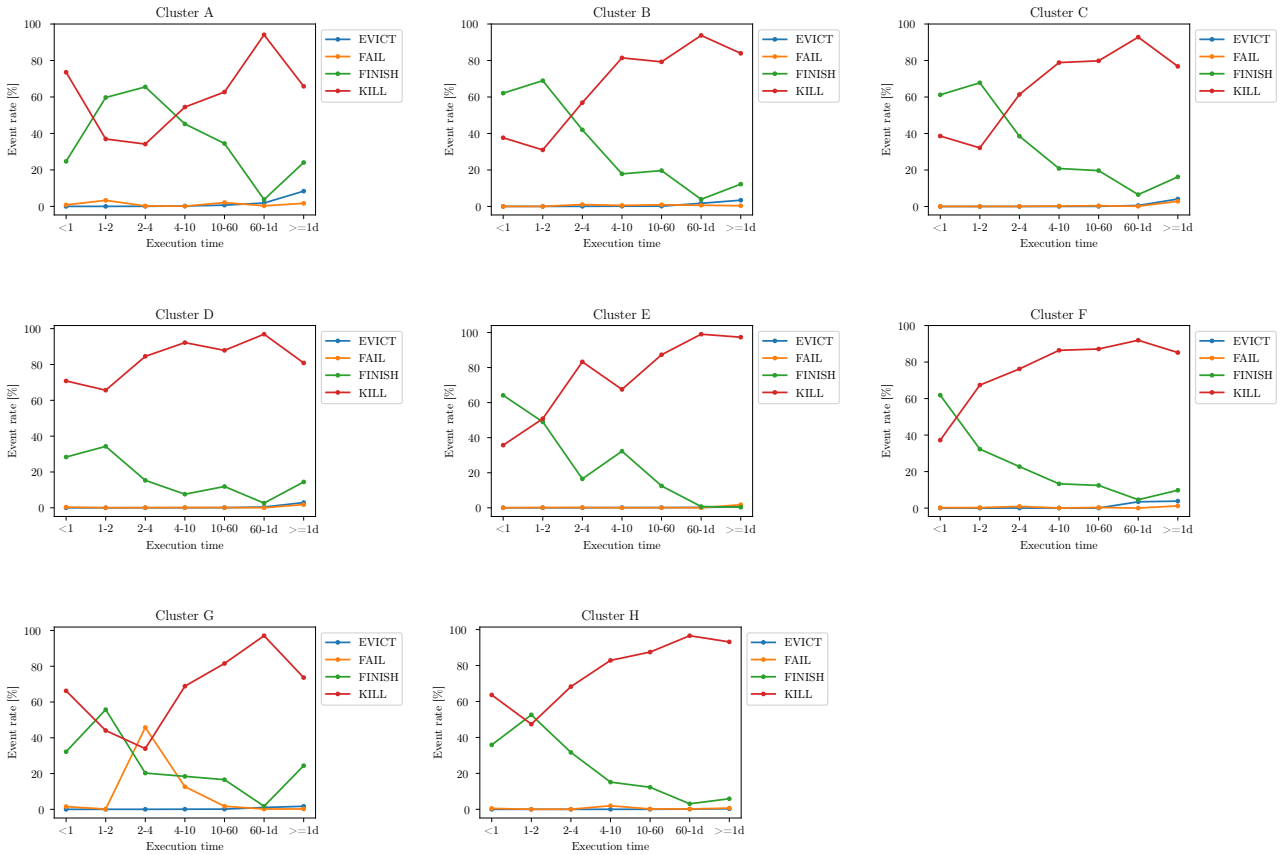 Cluster A
100
80
60
40
20
0
Event rate [%]
<1 1-2 2-4 4-10 10-60 60-1d >=1d
Execution time
EVICT
FAIL
FINISH
KILL
Cluster B
100
80
60
40
20
0
Event rate [%]
<1 1-2 2-4 4-10 10-60 60-1d >=1d
Execution time
EVICT
FAIL
FINISH
KILL
Cluster C
100
80
60
40
20
0
Event rate [%]
<1 1-2 2-4 4-10 10-60 60-1d >=1d
Execution time
EVICT
FAIL
FINISH
KILL
Cluster D
100
80
60
40
20
0
Event rate [%]
<1 1-2 2-4 4-10 10-60 60-1d >=1d
Execution time
EVICT
FAIL
FINISH
KILL
Cluster E
100
80
60
40
20
0
Event rate [%]
<1 1-2 2-4 4-10 10-60 60-1d >=1d
Execution time
EVICT
FAIL
FINISH
KILL
Cluster F
100
80
60
40
20
0
Event rate [%]
<1 1-2 2-4 4-10 10-60 60-1d >=1d
Execution time
EVICT
FAIL
FINISH
KILL
Cluster G
100
80
60
40
20
0
Event rate [%]
<1 1-2 2-4 4-10 10-60 60-1d >=1d
Execution time
EVICT
FAIL
FINISH
KILL
Cluster H
100
80
60
40
20
0
Event rate [%]
<1 1-2 2-4 4-10 10-60 60-1d >=1d
Execution time
EVICT
FAIL
FINISH
KILL